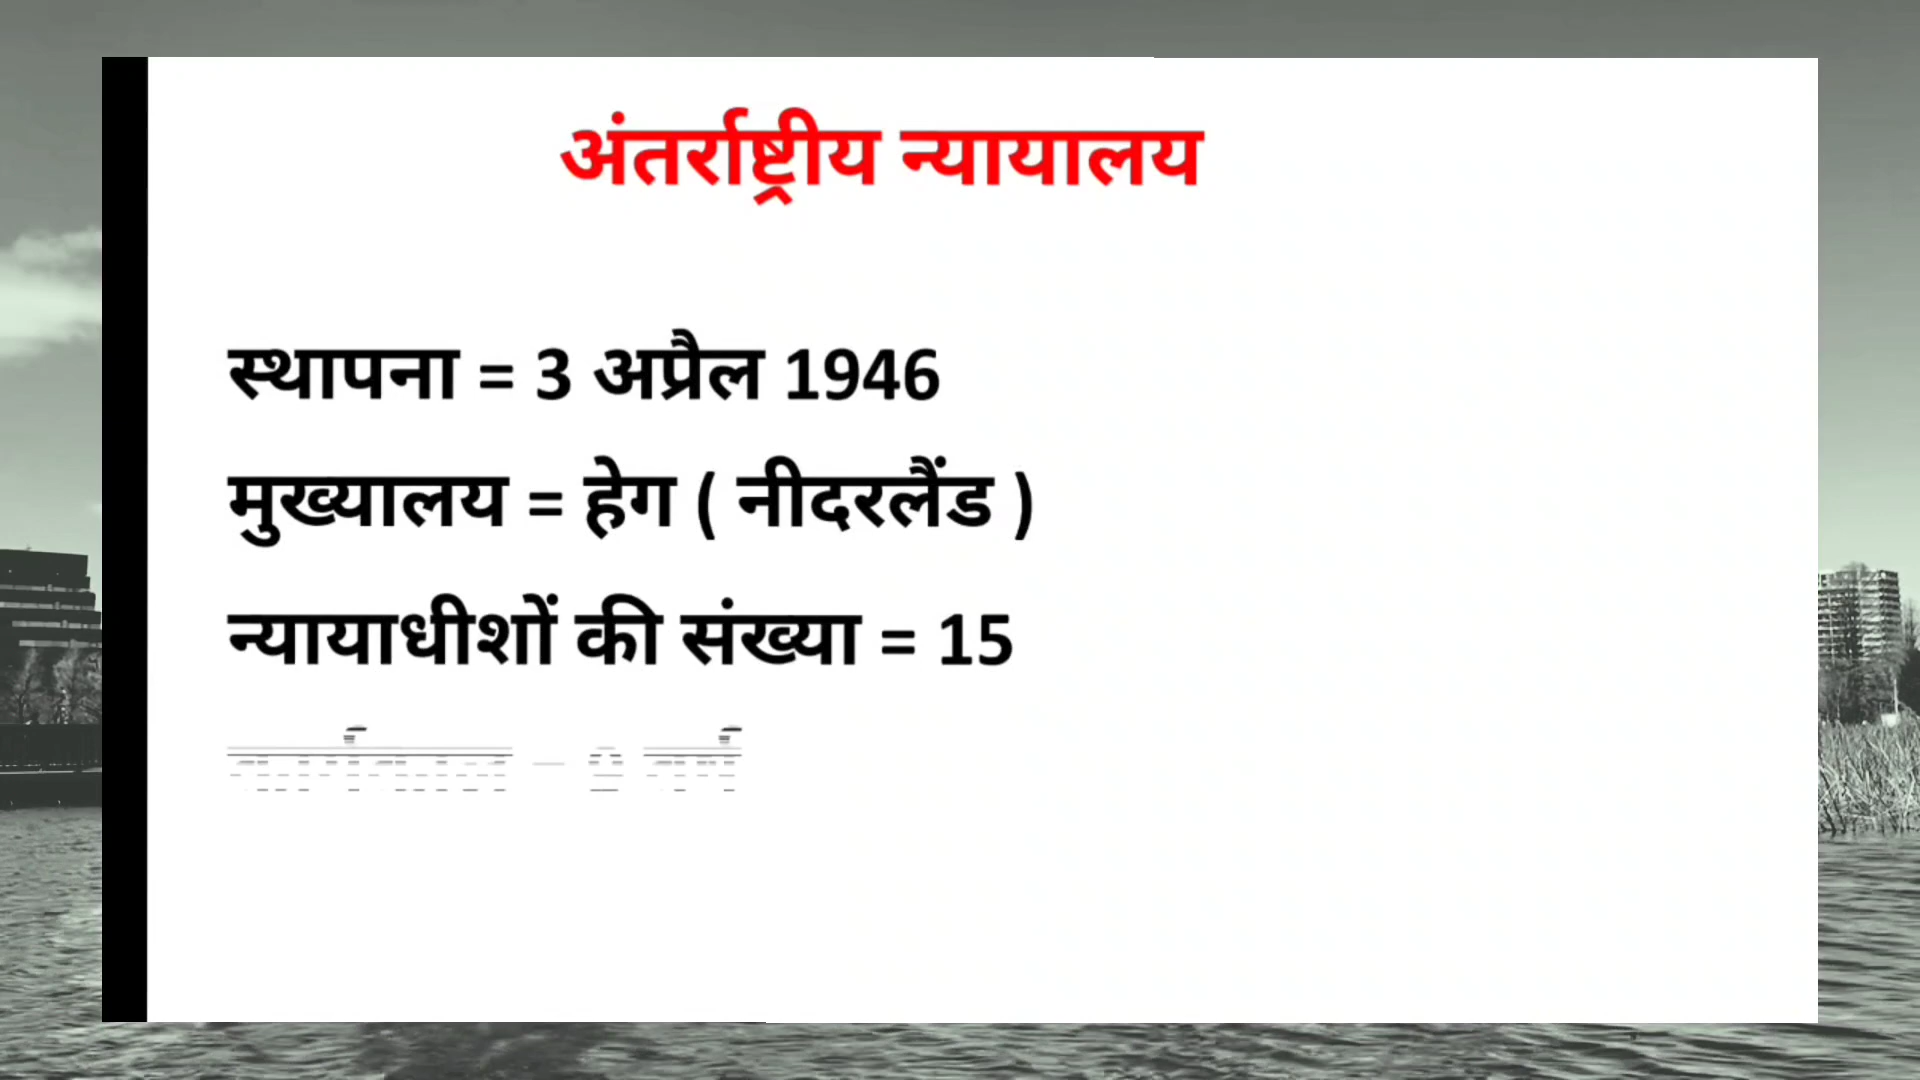 अंतर्राष्ट्रीय न्यायालय
स्थापना = 3 अप्रैल 1946
मुख्यालय = हेग ( नीदरलैंड )
न्यायाधीशों की संख्या = 15